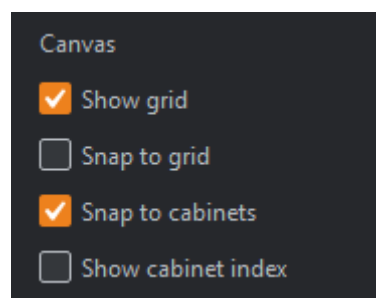 Canvas
Show grid
Snap to grid
Snap to cabinets
Show cabinet index